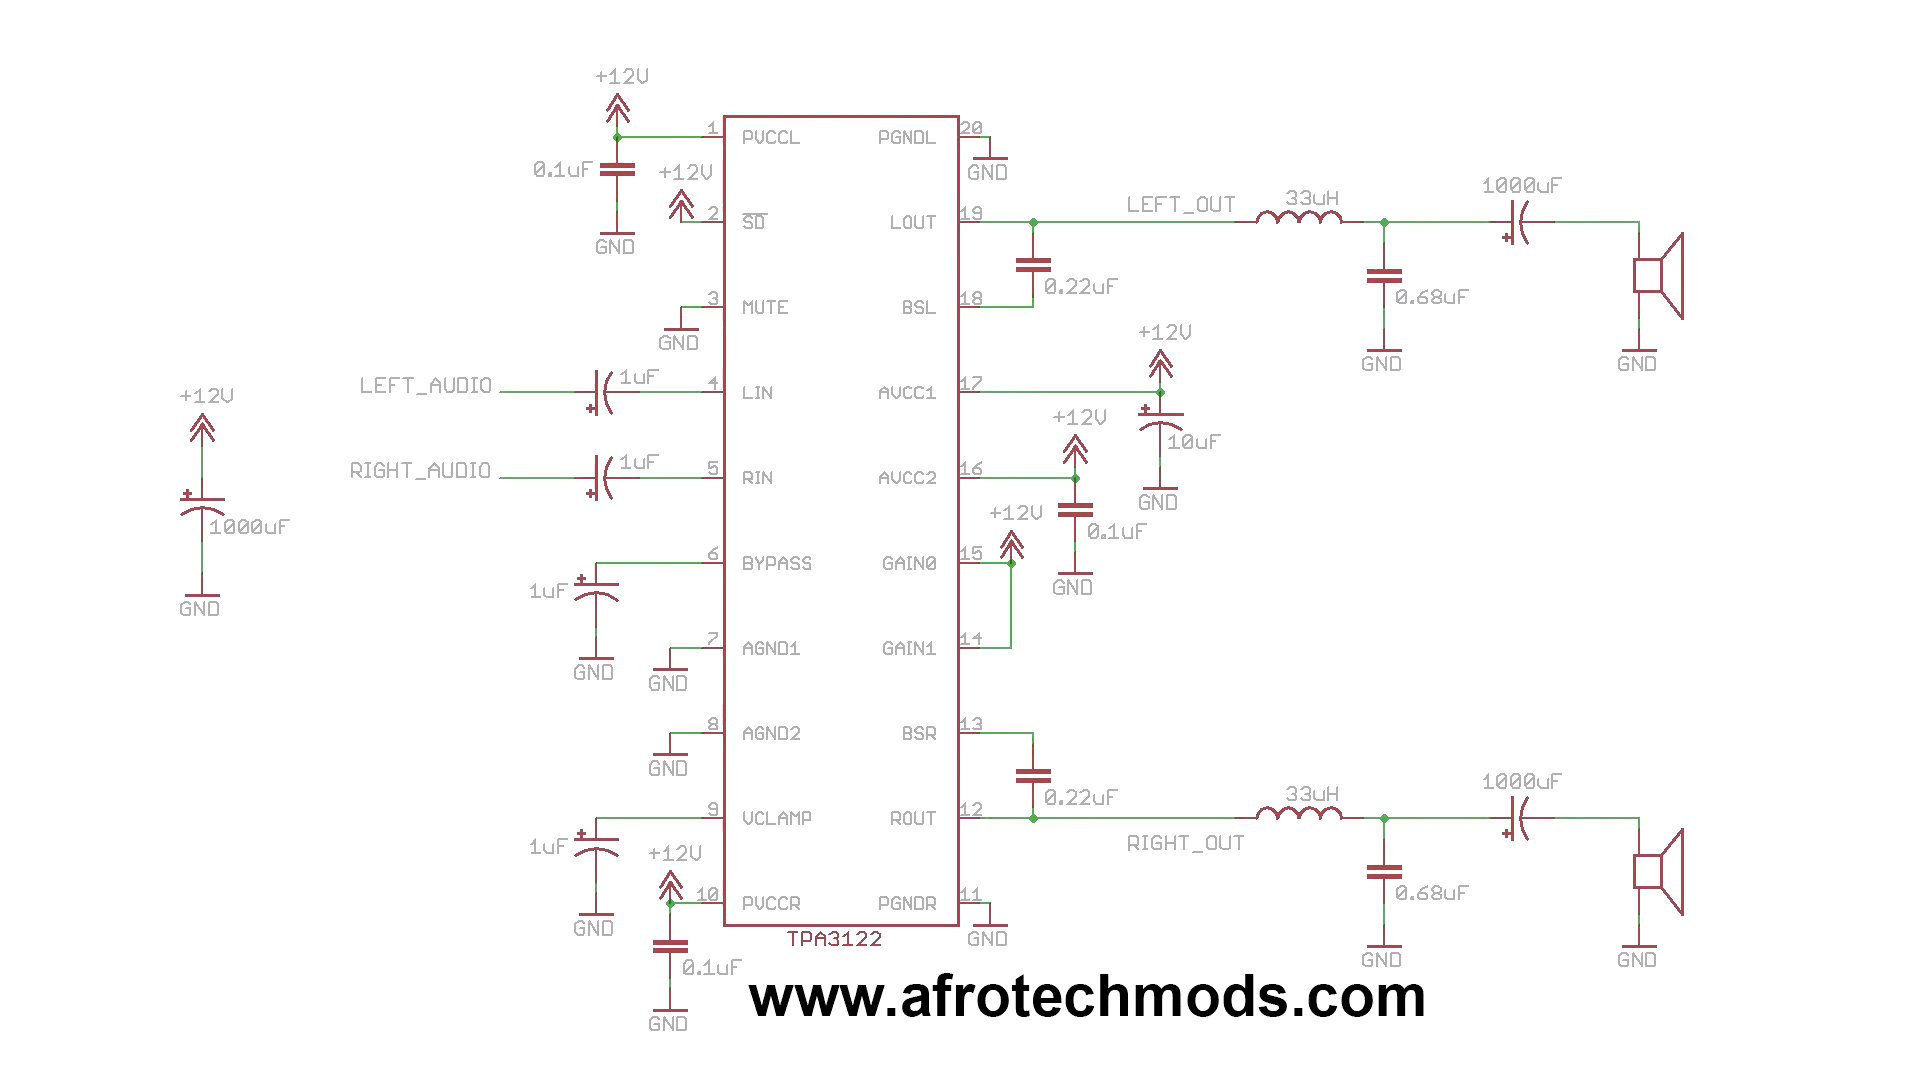 +12V
0.1uF
GND
+12V
GND
1 PVCCL
2 SD
3 MUTE
4 LIN
5 RIN
6 BYPASS
7 AGND1
8 AGND2
9 VCLAMP
10 PVCCR
PGNDL 20
LOUT 19
BSL 18
AVCC1 17
AVCC2 16
GAIN0 15
GAIN1 14
BSR 13
ROUT 12
PGNDR 11
TPA3122
LEFT_AUDIO
1uF
RIGHT_AUDIO
1uF
+12V
1000uF
GND
1uF
GND
GND
GND
1uF
GND
+12V
0.1uF
GND
GND
LEFT_OUT
33uH
1000uF
0.22uF
0.68uF
GND
GND
+12V
10uF
GND
+12V
0.1uF
GND
+12V
0.22uF
RIGHT_OUT
33uH
1000uF
0.68uF
GND
GND
GND
www.afrotechmods.com